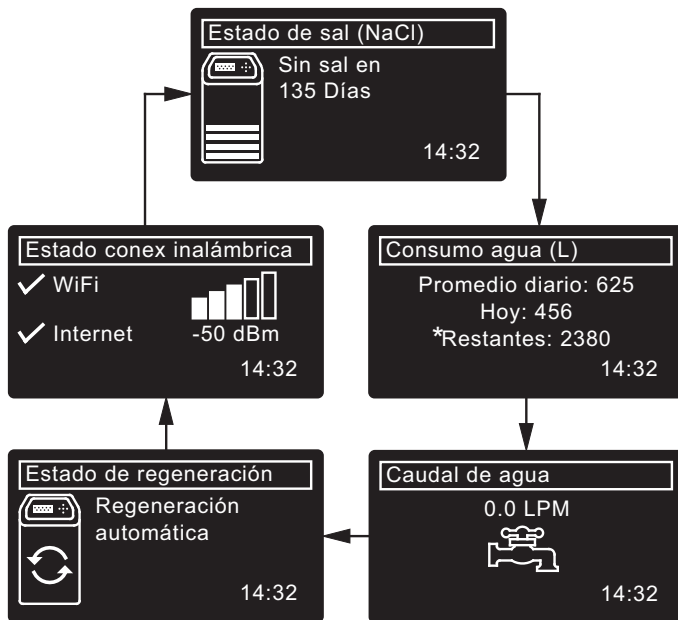 Estado de sal (NaCl)
Sin sal en
135 Días
14:32
Estado conex inalámbrica
WiFi
Internet
-50 dBm
14:32
Consumo agua (L)
Promedio diario: 625
Hoy: 456
*Restantes: 2380
14:32
Estado de regeneración
Regeneración
automática
14:32
Caudal de agua
0.0 LPM
14:32